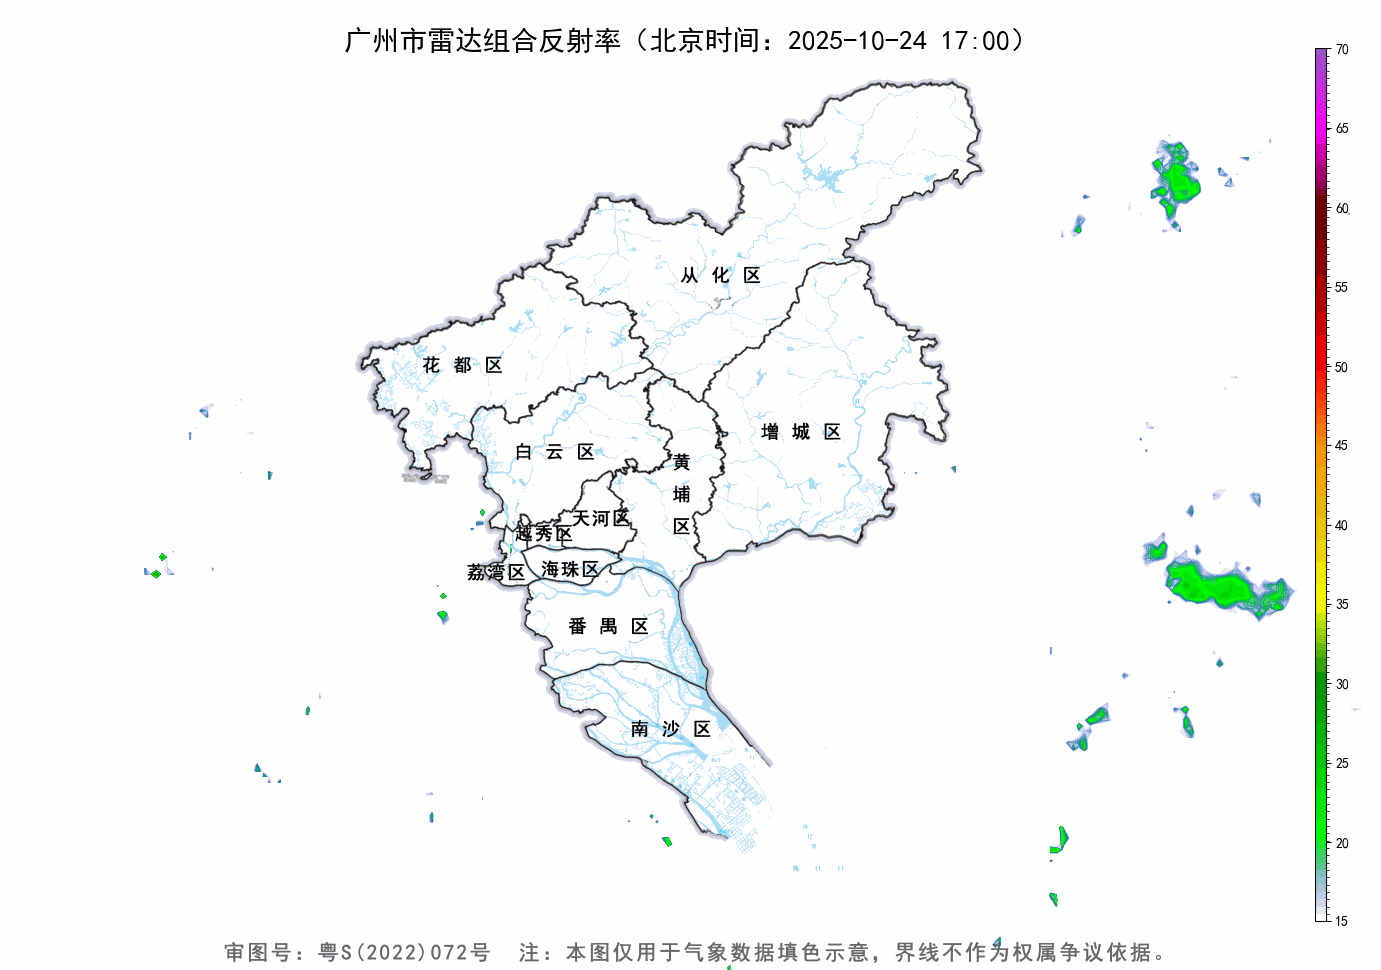 广州市雷达组合反射率（北京时间：2025-10-24 17:00）
70
65
60
55
50
45
40
35
30
25
20
15
从化区
花都区
增城区
白云区
黄埔区
天河区
越秀区
荔湾区
海珠区
番禺区
南沙区
审图号：粤S(2022)072号 注：本图仅用于气象数据填色示意，界线不作为权属争议依据。